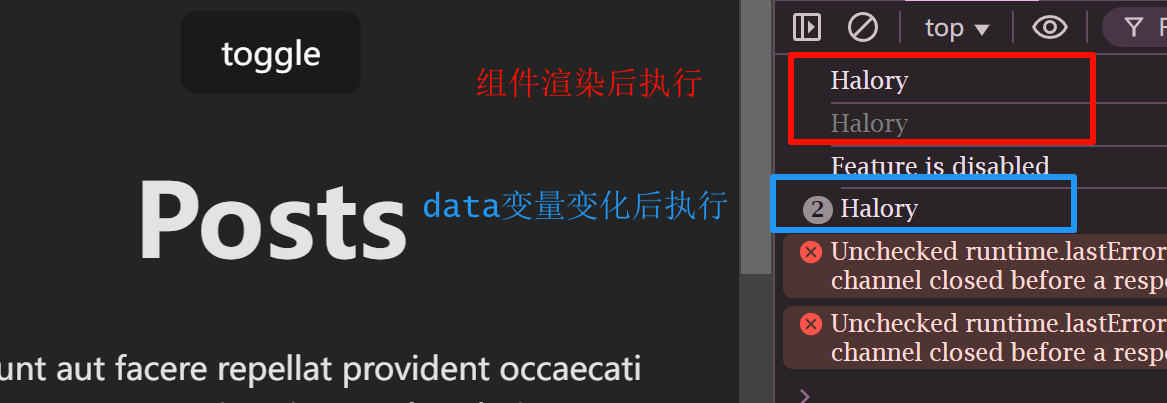 toggle
组件渲染后执行
Posts
data变量变化后执行
unt aut facere repellat provident occaecati
top
Halory
Halory
Feature is disabled
2 Halory
Unchecked runtime.lastError
channel closed before a resp
Unchecked runtime.lastError
channel closed before a resp